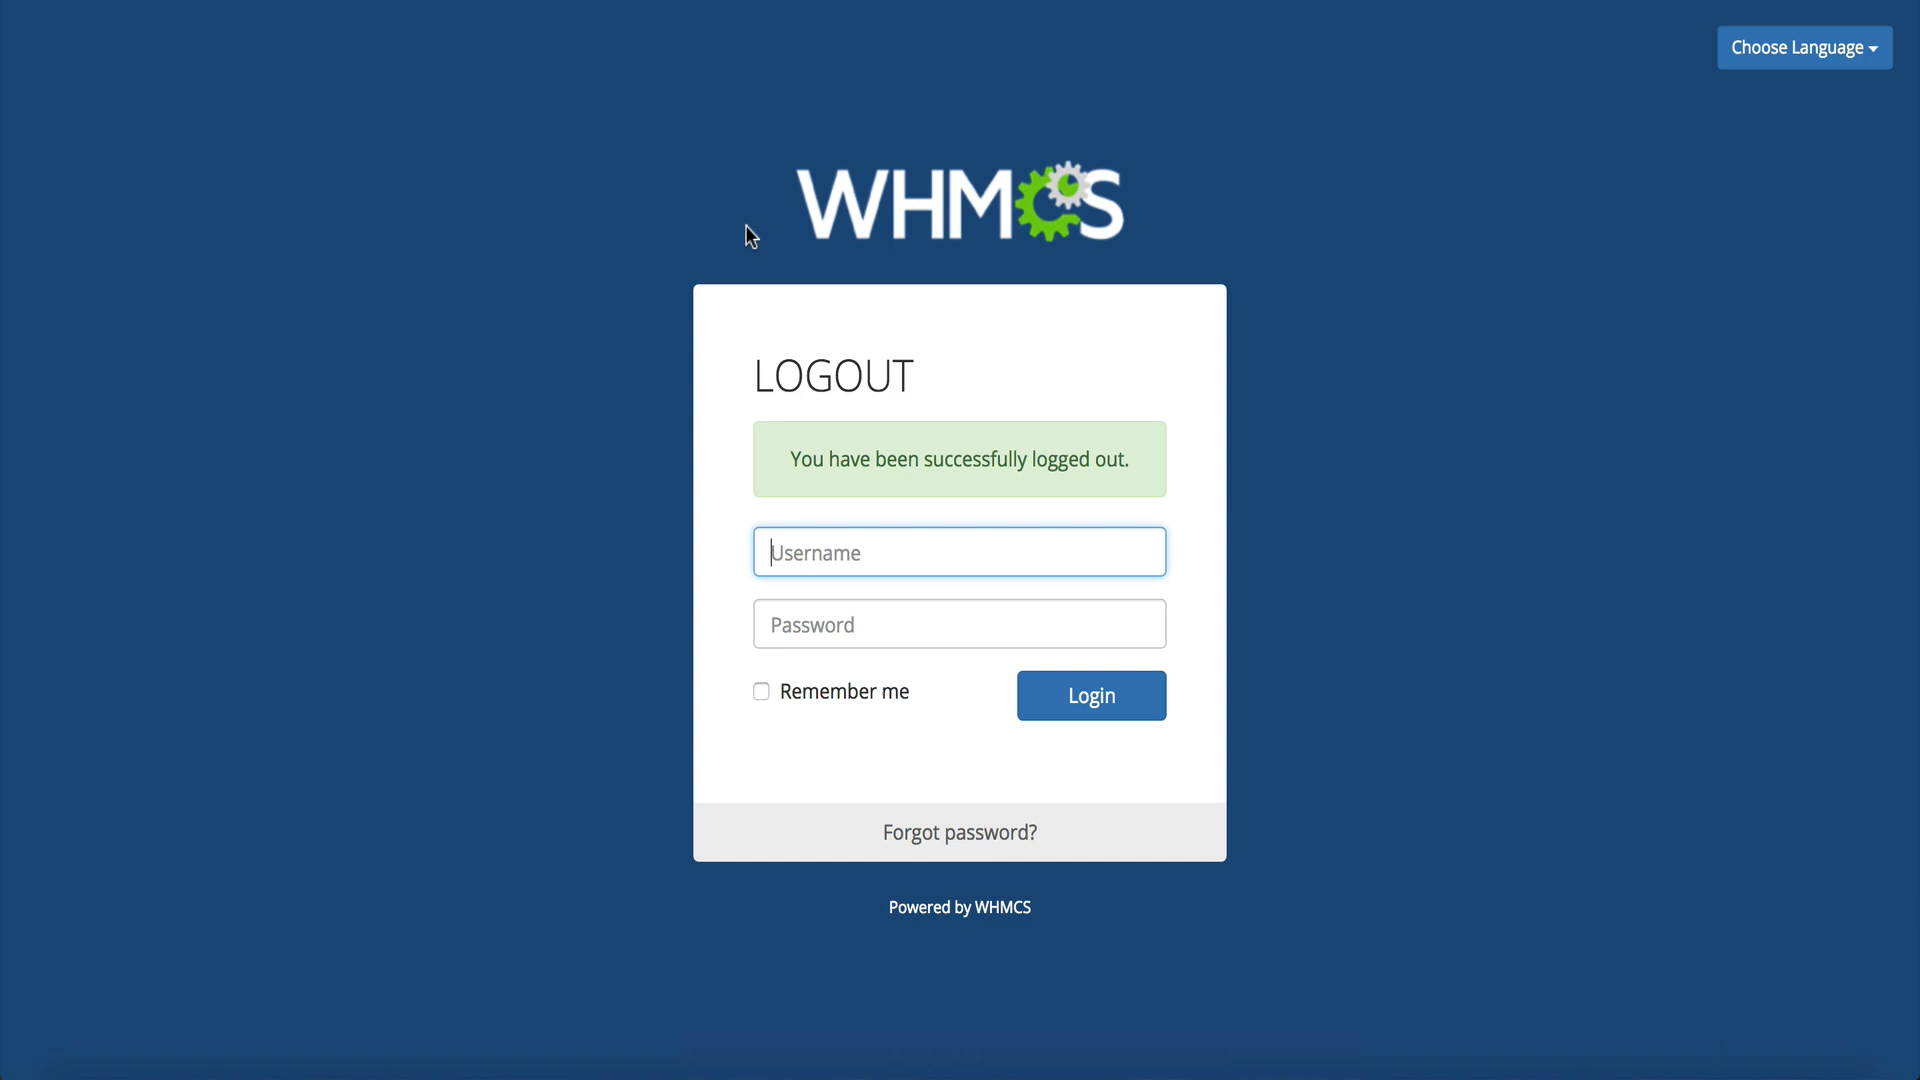 Choose Language
WHMCS
LOGOUT
You have been successfully logged out.
Username
Password
Remember me
Login
Forgot password?
Powered by WHMCS